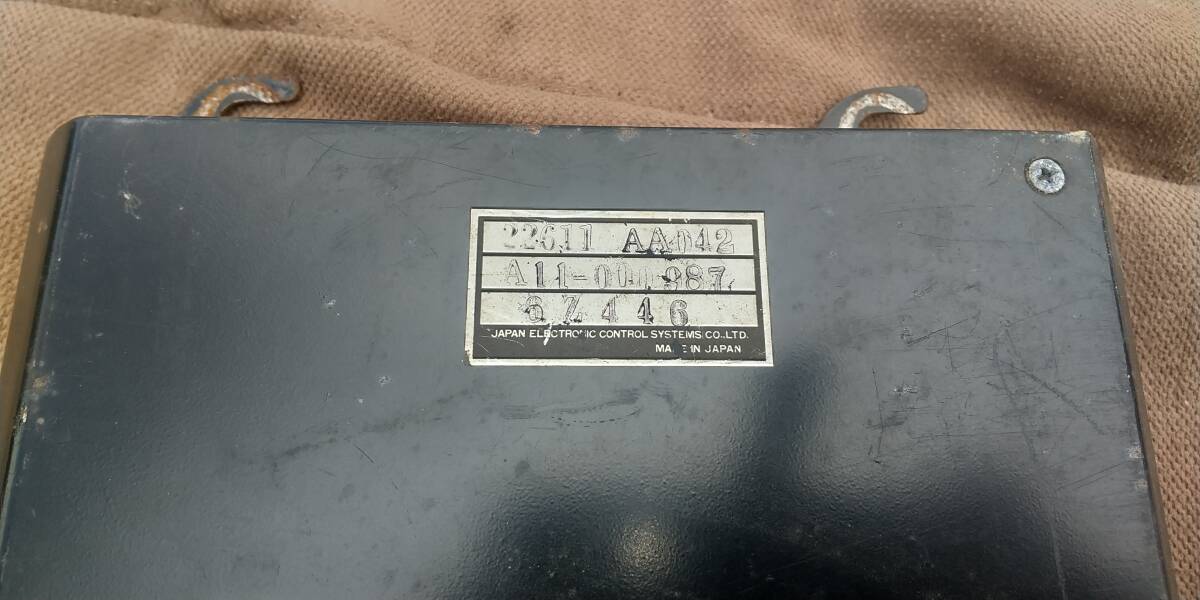 22611 AA042
A11-000 987
6Z446
JAPAN ELECTRONIC CONTROL SYSTEMS CO.,LTD.
MADE IN JAPAN